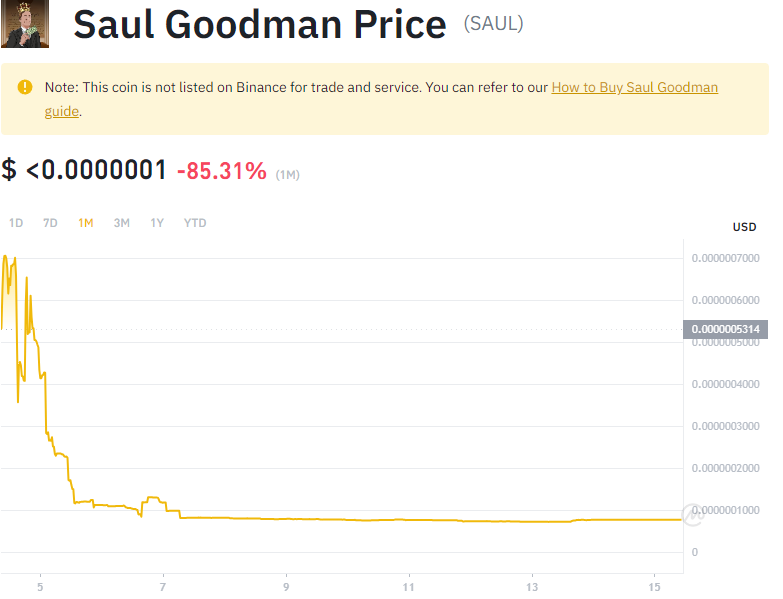 Saul Goodman Price (SAUL)
Note: This coin is not listed on Binance for trade and service. You can refer to our How to Buy Saul Goodman
guide.
$ <0.0000001 -85.31% (1M)
1D 7D 1M 3M 1Y YTD
USD
0.0000007000
0.0000006000
0.0000005314
0.0000005000
0.0000004000
0.0000003000
0.0000002000
0.0000001000
0
5 7 9 11 13 15